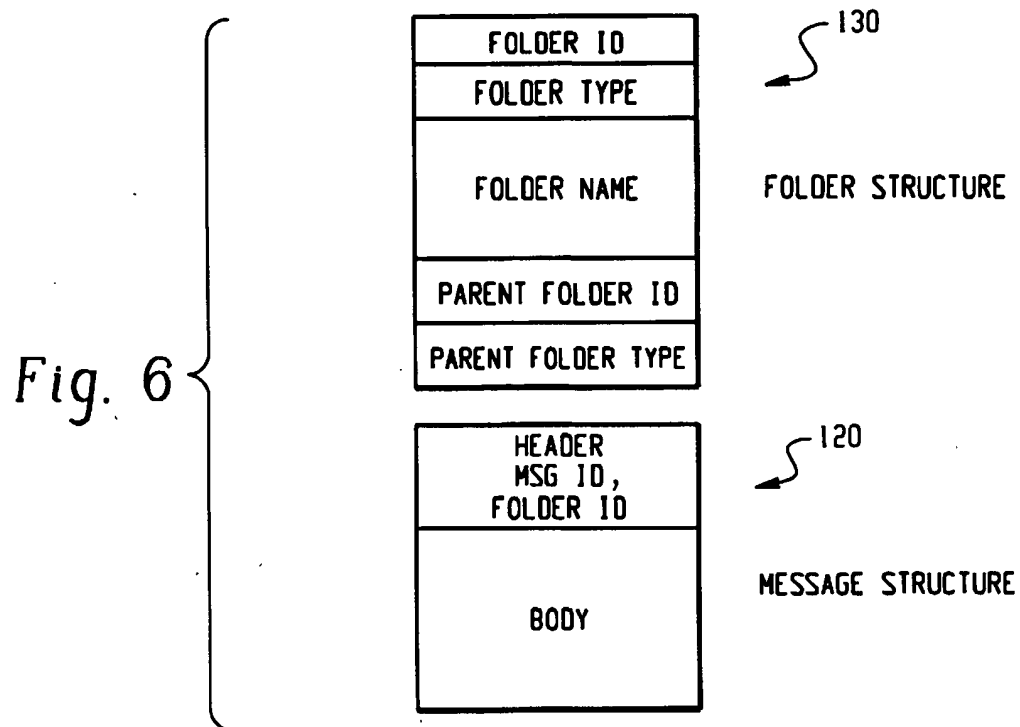 FOLDER ID
130
FOLDER TYPE
FOLDER NAME
FOLDER STRUCTURE
PARENT FOLDER ID
PARENT FOLDER TYPE
Fig. 6
HEADER
MSG ID,
FOLDER ID
120
BODY
MESSAGE STRUCTURE